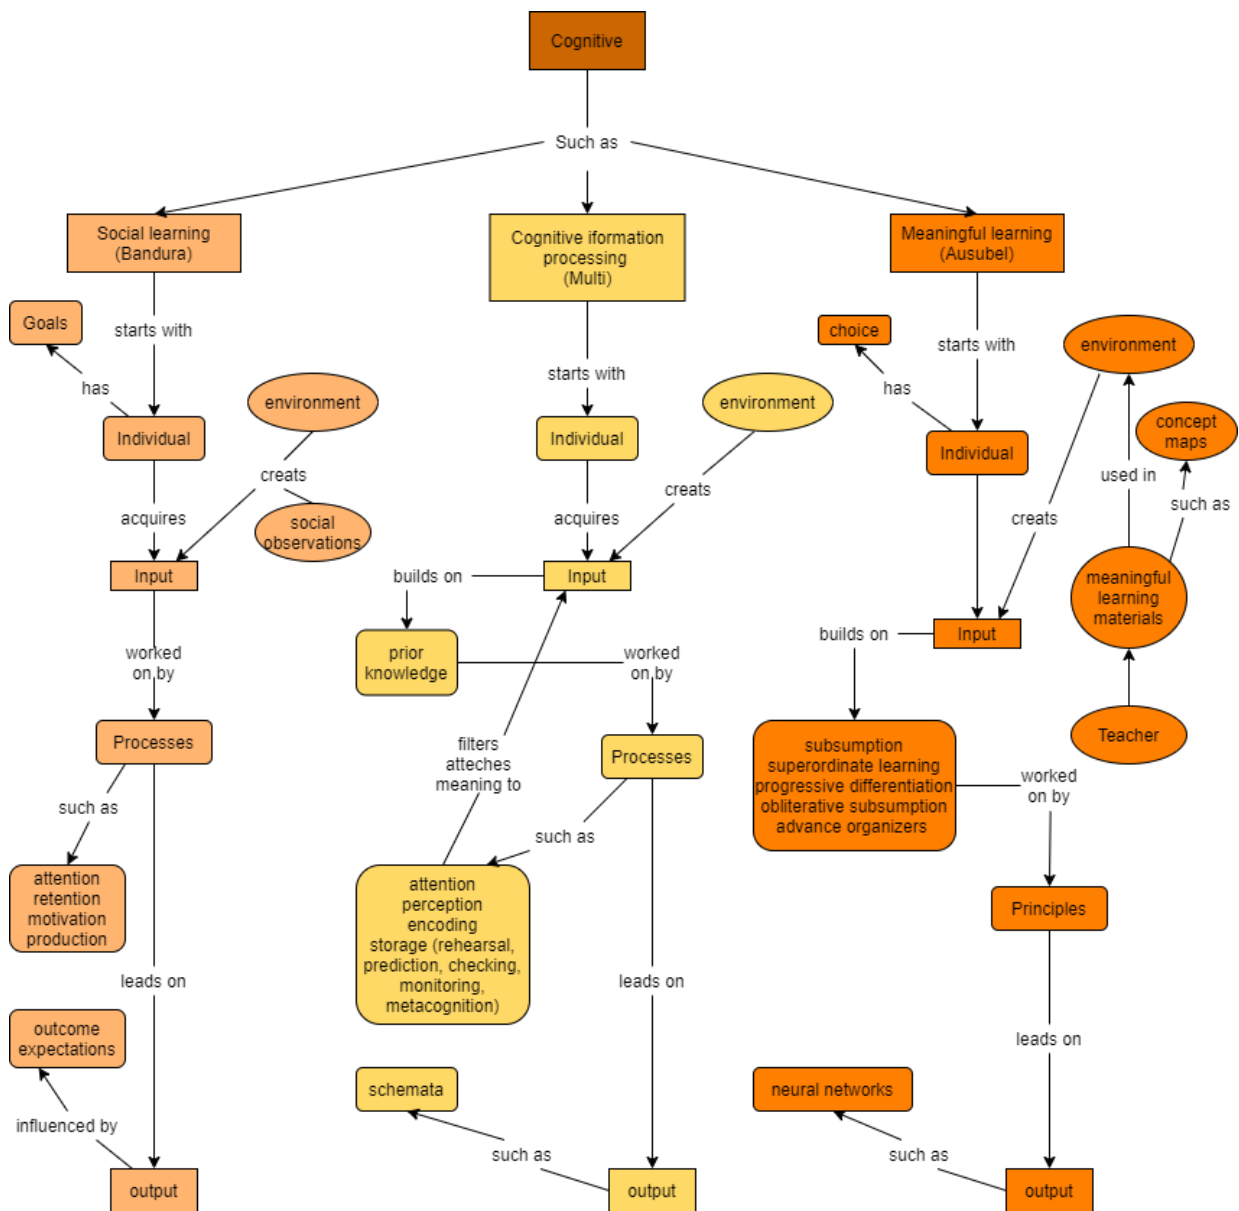 Cognitive
Such as
Social learning
(Bandura)
Goals
starts with
has
environment
Individual
creats
acquires
social
observations
Input
worked
on by
Processes
such as
attention
retention
motivation
production
leads on
outcome
expectations
influenced by
output
Cognitive iformation
processing
(Multi)
starts with
environment
Individual
creats
acquires
builds on
Input
prior
knowledge
worked
on by
filters
atteches
meaning to
Processes
such as
attention
perception
encoding
storage (rehearsal,
prediction, checking,
monitoring,
metacognition)
leads on
schemata
such as
output
Meaningful learning
(Ausubel)
choice
starts with
environment
has
concept
maps
Individual
used in
such as
creats
meaningful
learning
materials
builds on
Input
Teacher
subsumption
superordinate learning
progressive differentiation
obliterative subsumption
advance organizers
worked
on by
Principles
leads on
neural networks
such as
output